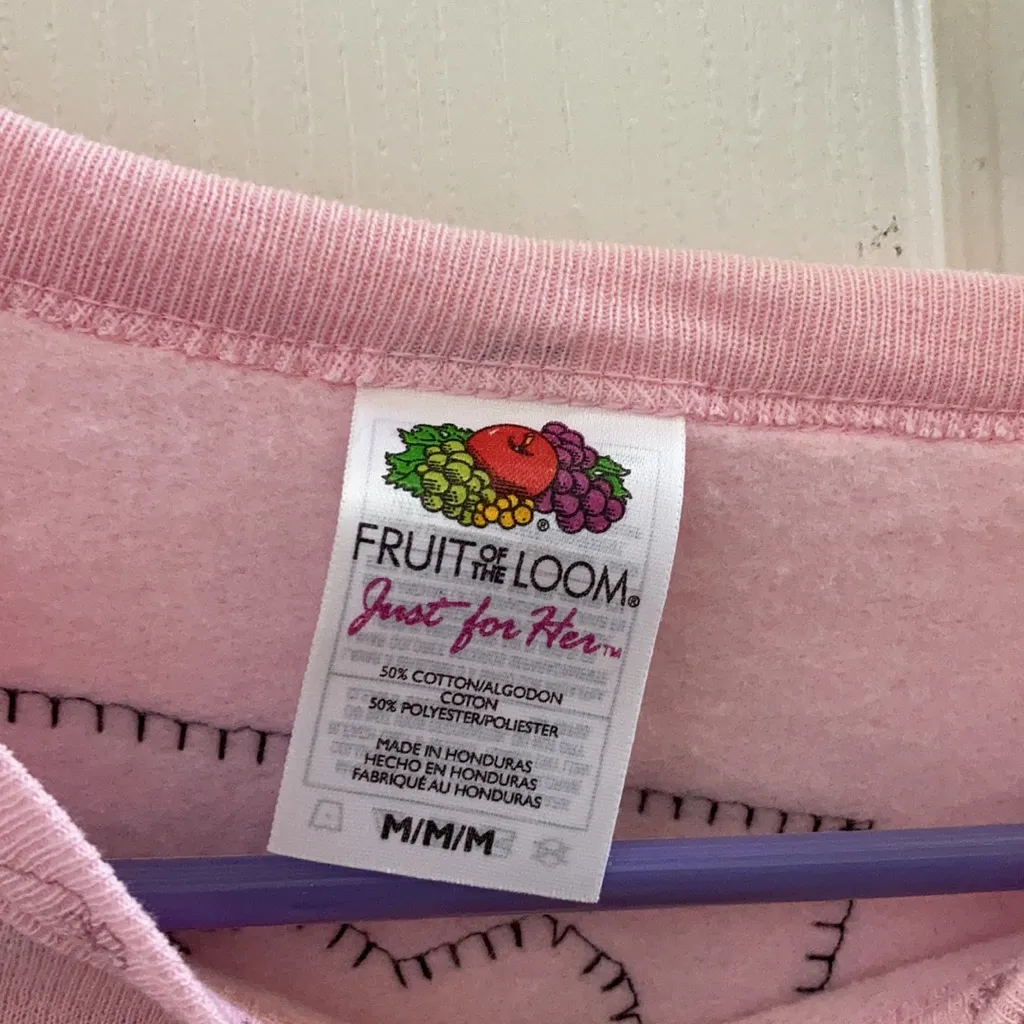 ®
FRUIT OF THE LOOM®
Just for Her™
50% COTTON/ALGODON
COTON
50% POLYESTER/POLIESTER
MADE IN HONDURAS
HECHO EN HONDURAS
FABRIQUÉ AU HONDURAS
M/M/M